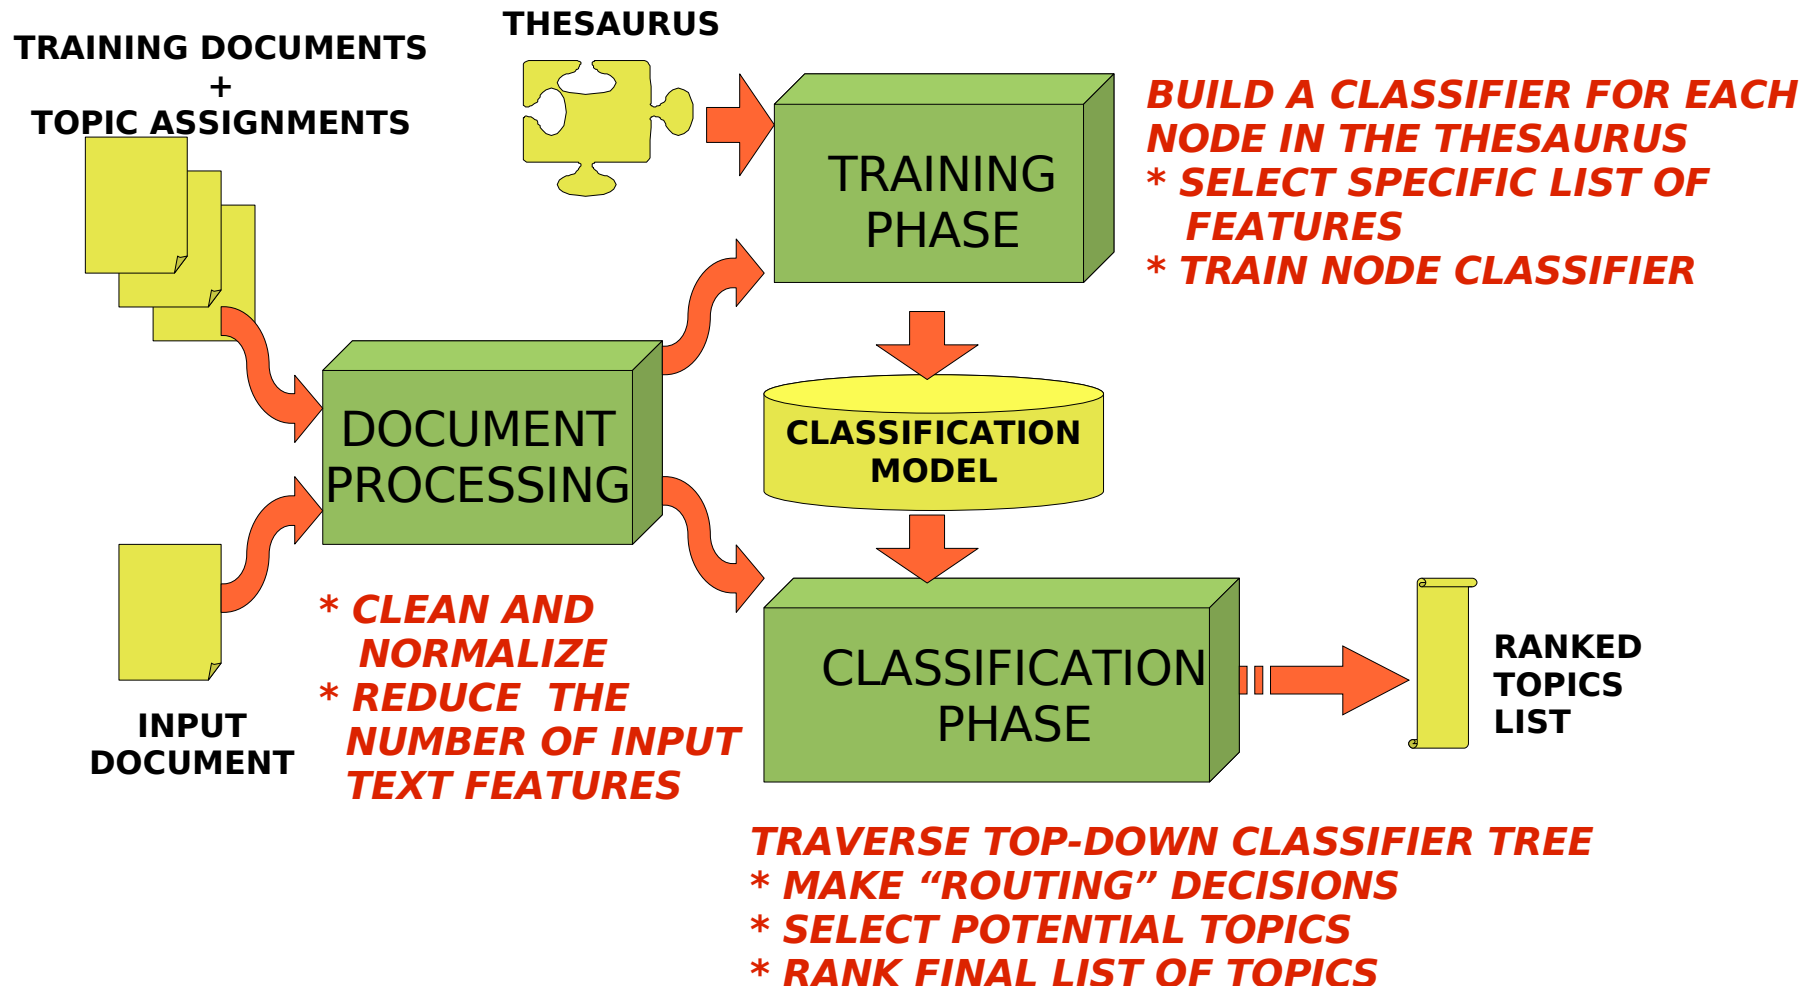 THESAURUS
TRAINING DOCUMENTS
+
TOPIC ASSIGNMENTS
TRAINING
PHASE
BUILD A CLASSIFIER FOR EACH
NODE IN THE THESAURUS
* SELECT SPECIFIC LIST OF
FEATURES
* TRAIN NODE CLASSIFIER
DOCUMENT
PROCESSING
CLASSIFICATION
MODEL
* CLEAN AND
NORMALIZE
* REDUCE THE
NUMBER OF INPUT
TEXT FEATURES
INPUT
DOCUMENT
CLASSIFICATION
PHASE
RANKED
TOPICS
LIST
TRAVERSE TOP-DOWN CLASSIFIER TREE
* MAKE “ROUTING” DECISIONS
* SELECT POTENTIAL TOPICS
* RANK FINAL LIST OF TOPICS